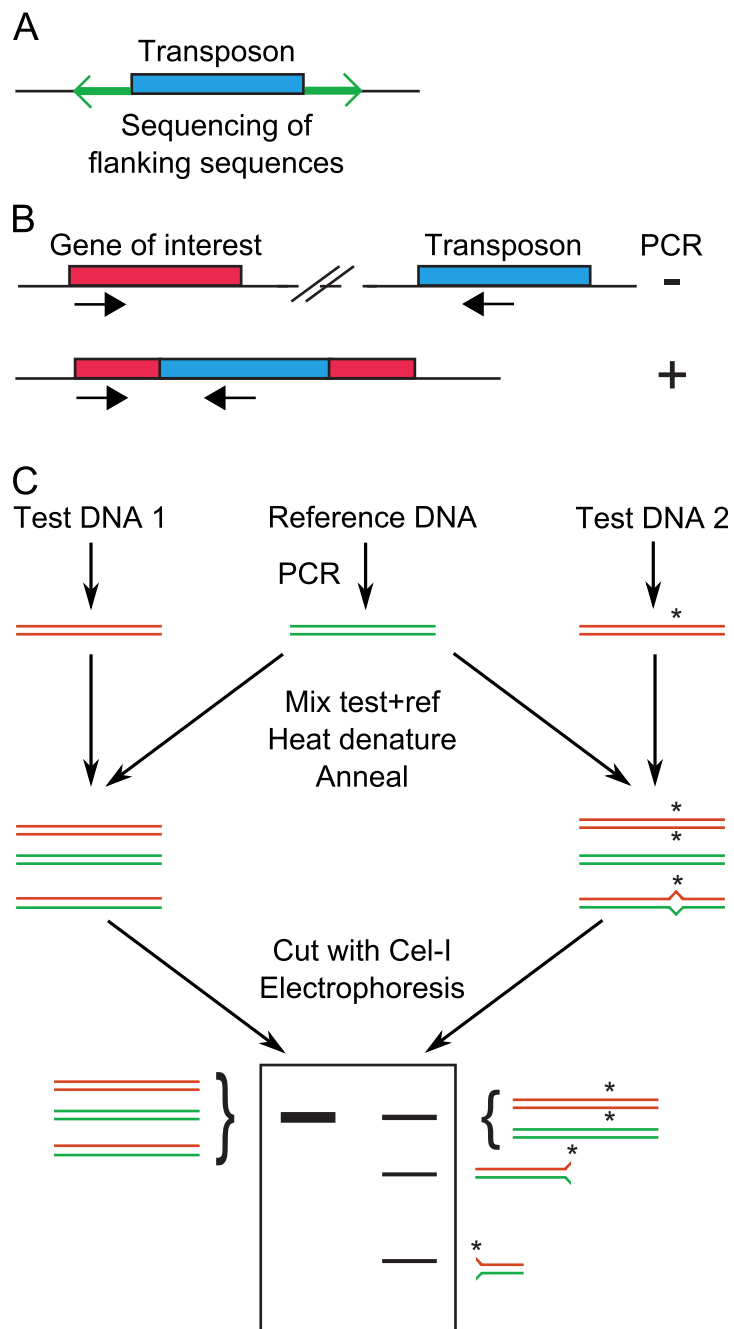 A
Transposon
Sequencing of
flanking sequences
B
Gene of interest
Transposon
PCR
-
+
C
Test DNA 1
Reference DNA
Test DNA 2
PCR
*
Mix test+ref
Heat denature
Anneal
*
*
*
Cut with Cel-I
Electrophoresis
}
{
*
*
*
*